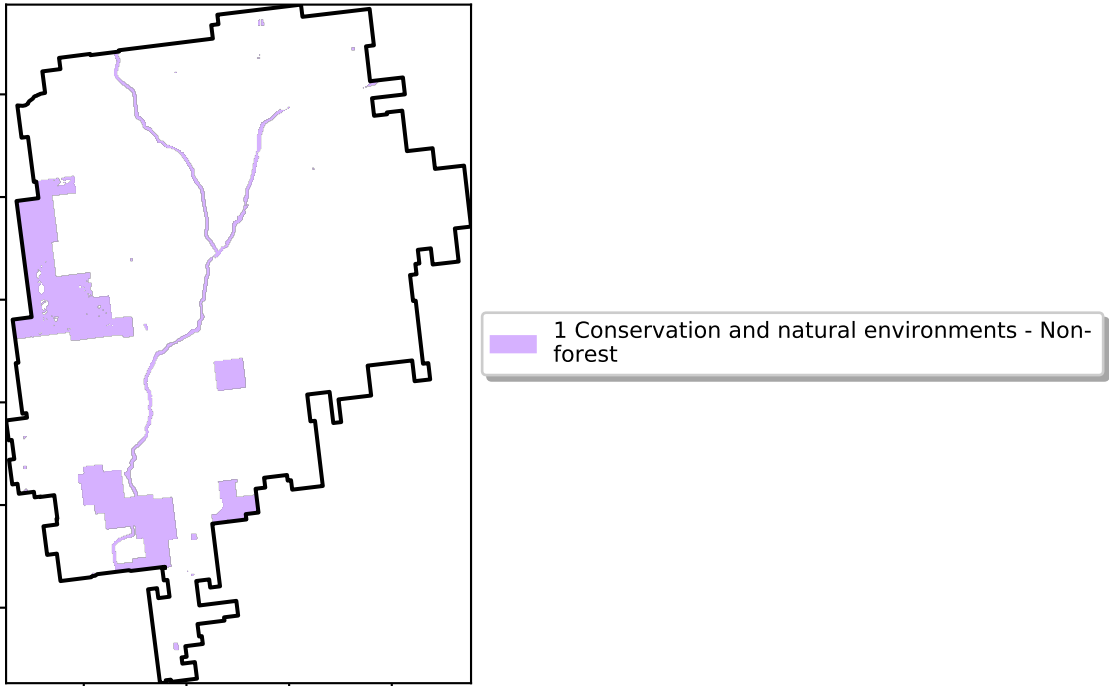 1 Conservation and natural environments - Non-
forest